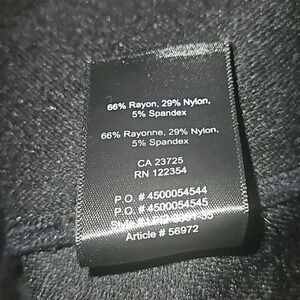 66% Rayon, 29% Nylon,
5% Spandex
66% Rayonne, 29% Nylon,
5% Spandex
CA 23725
RN 122354
P.O. # 4500054544
P.O. # 4500054545
Style
Article # 56972